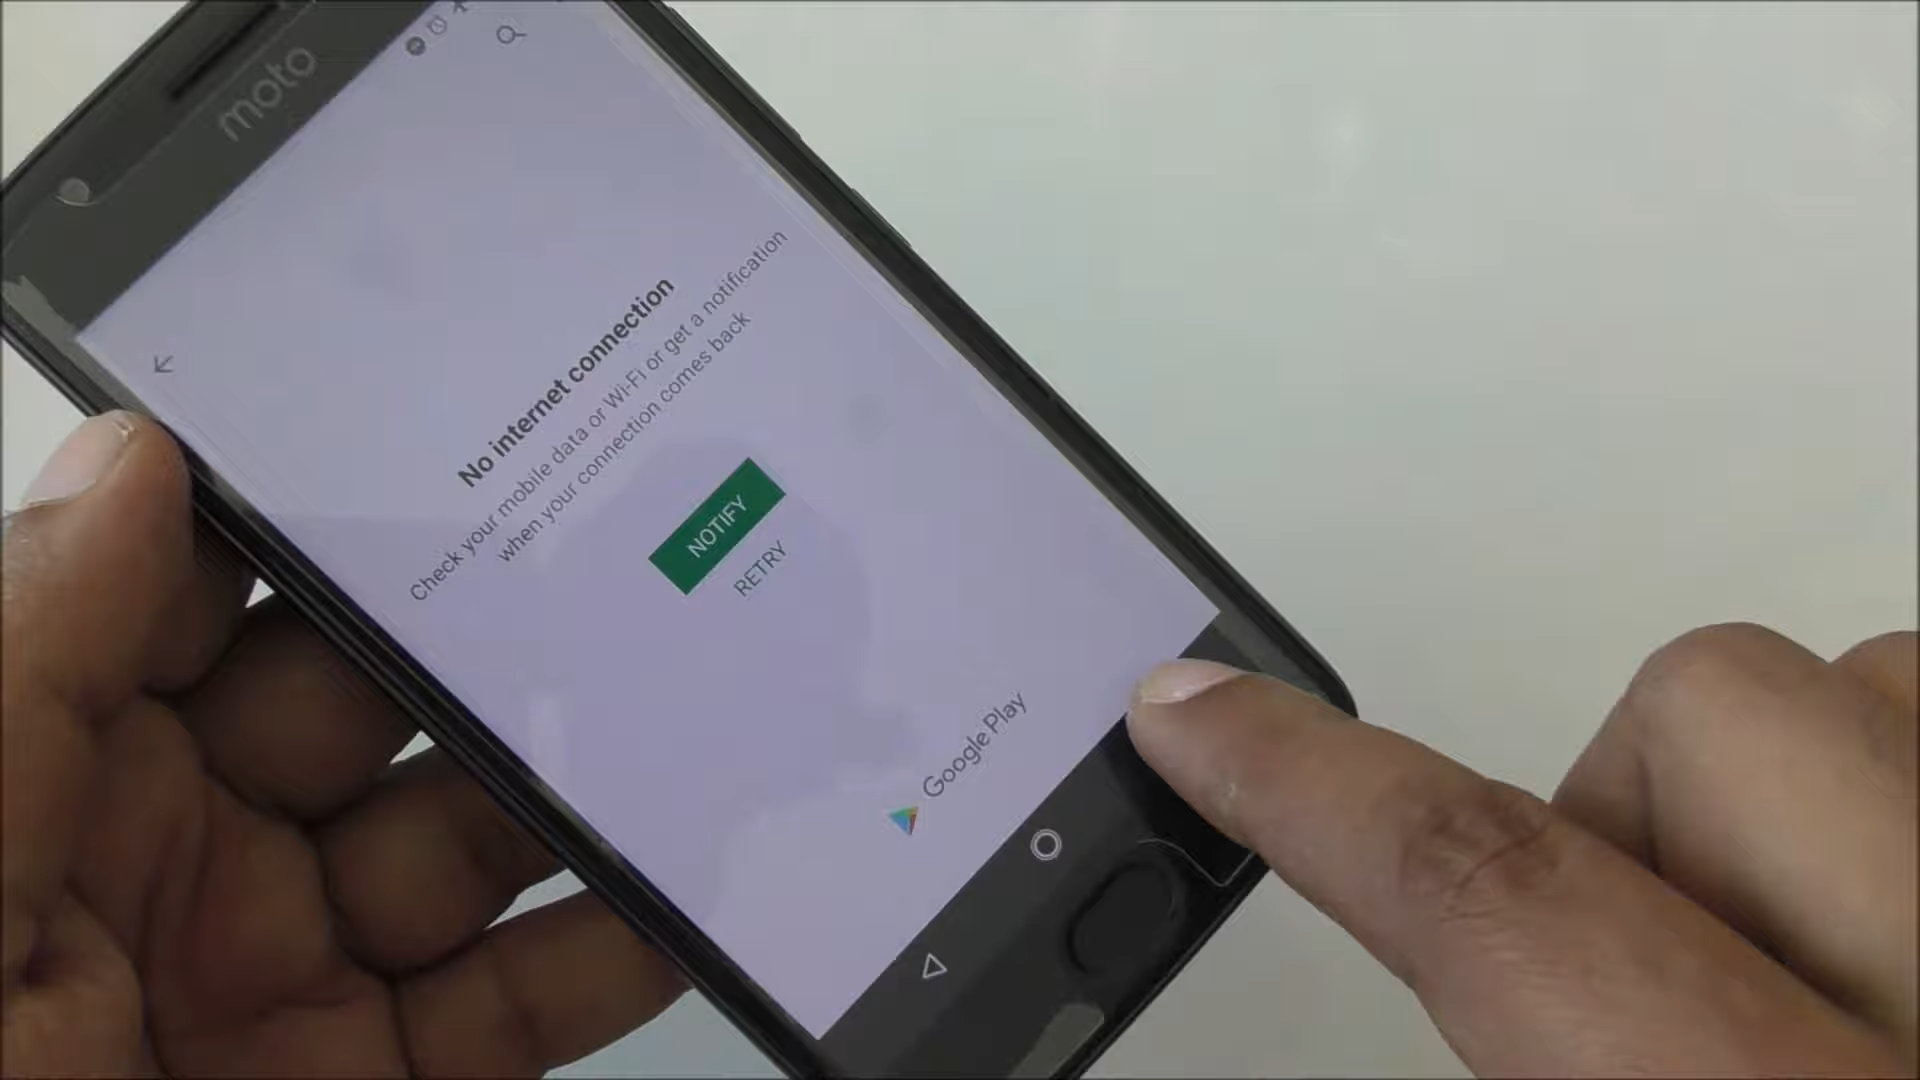 moto
No internet connection
Check your mobile data or Wi-Fi or get a notification
when your connection comes back
NOTIFY
RETRY
Google Play